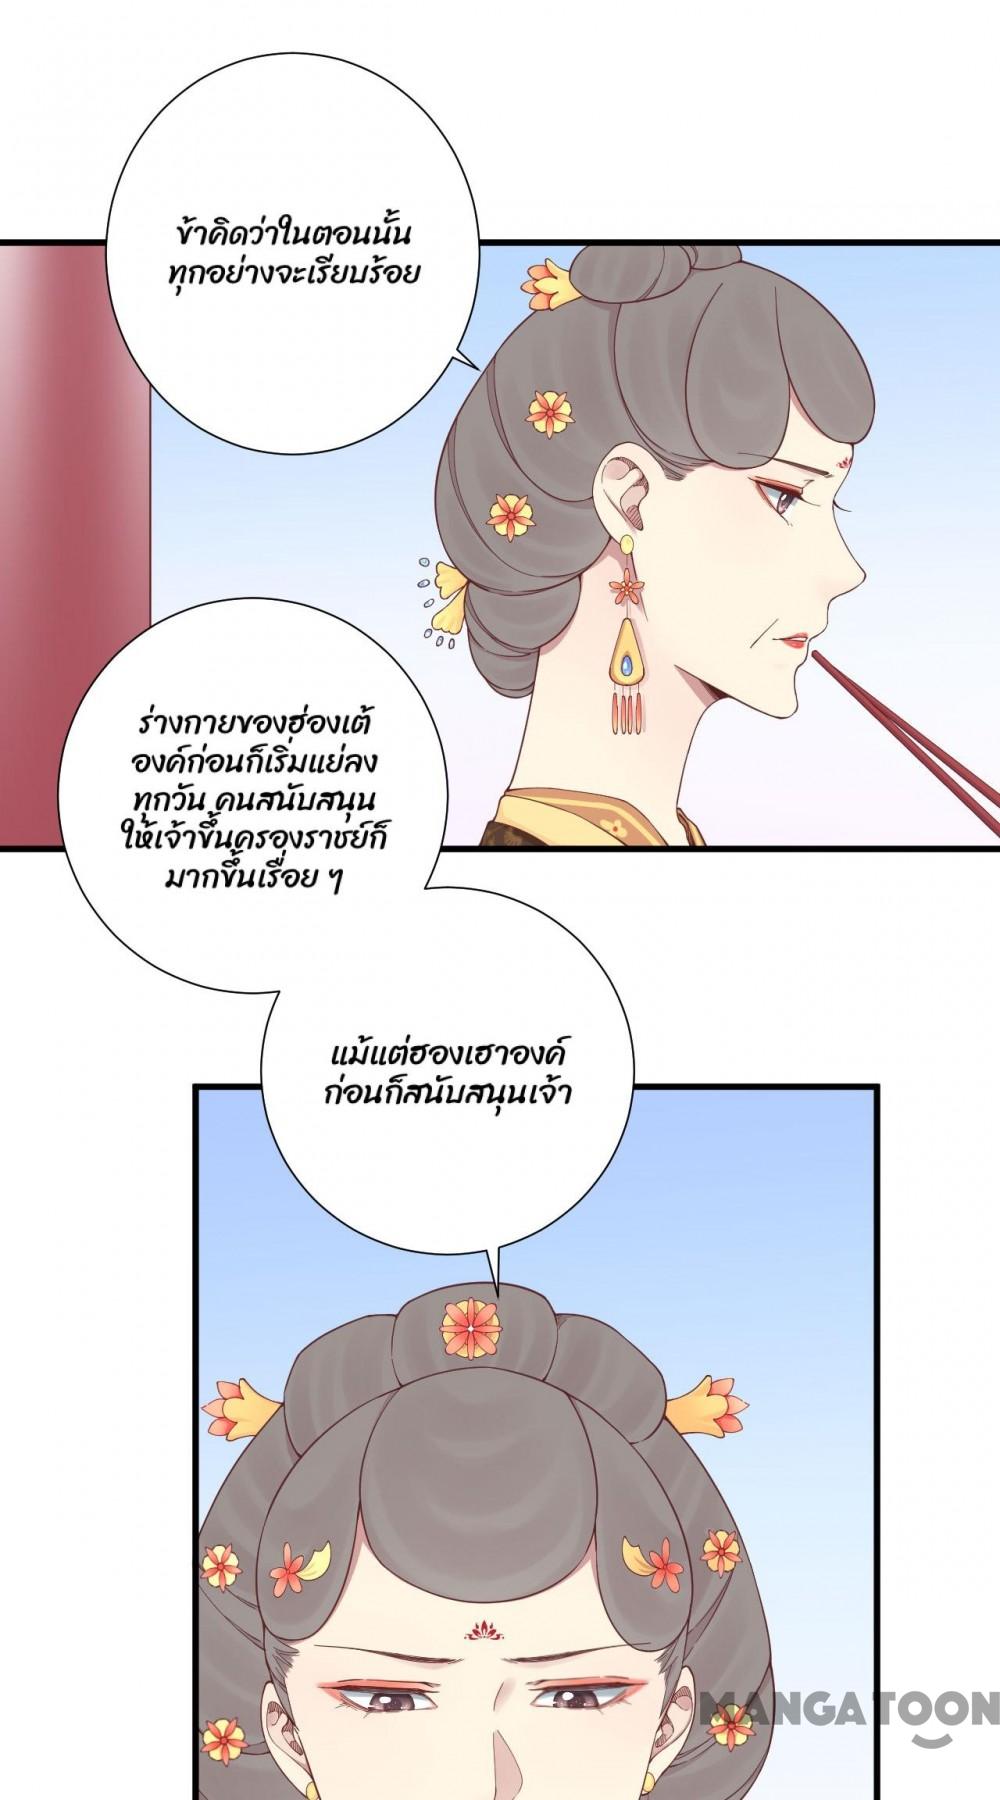 ข้าคิดว่าในตอนนั้น
ทุกอย่างจะเรียบร้อย
ร่างกายของฮ่องเต้
องค์ก่อนก็เริ่มแย่ลง
ทุกวัน คนสนับสนุน
ให้เจ้าขึ้นครองราชย์ก็
มากขึ้นเรื่อย ๆ
แม้แต่ฮองเฮาองค์
ก่อนก็สนับสนุนเจ้า
MANGATOON